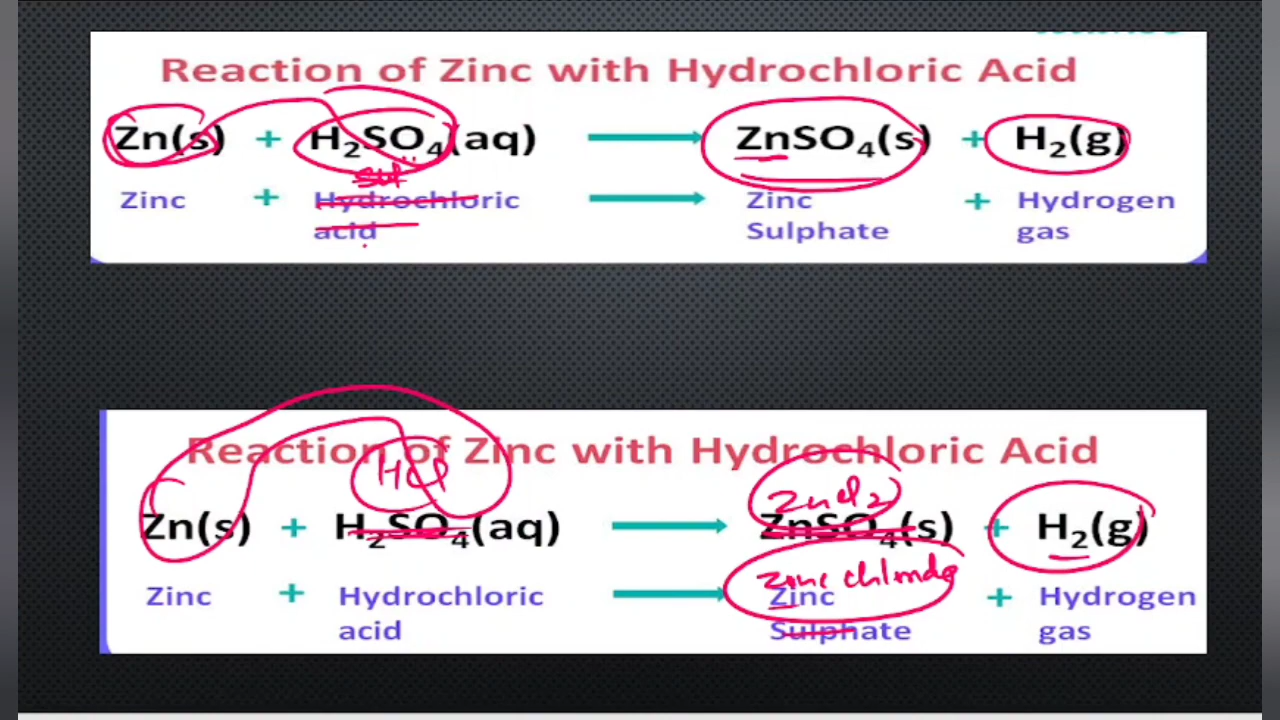 Reaction of Zinc with Hydrochloric Acid
Zn(s) + H₂SO₄(aq) → ZnSO₄(s) + H₂(g)
sul
Zinc + Hydrochloric → Zinc + Hydrogen
acid Sulphate gas
Reaction of Zinc with Hydrochloric Acid
HCl ZnCl₂
Zn(s) + H₂SO₄(aq) → ZnSO₄(s) + H₂(g)
Zinc chloride
Zinc + Hydrochloric → Zinc + Hydrogen
acid Sulphate gas